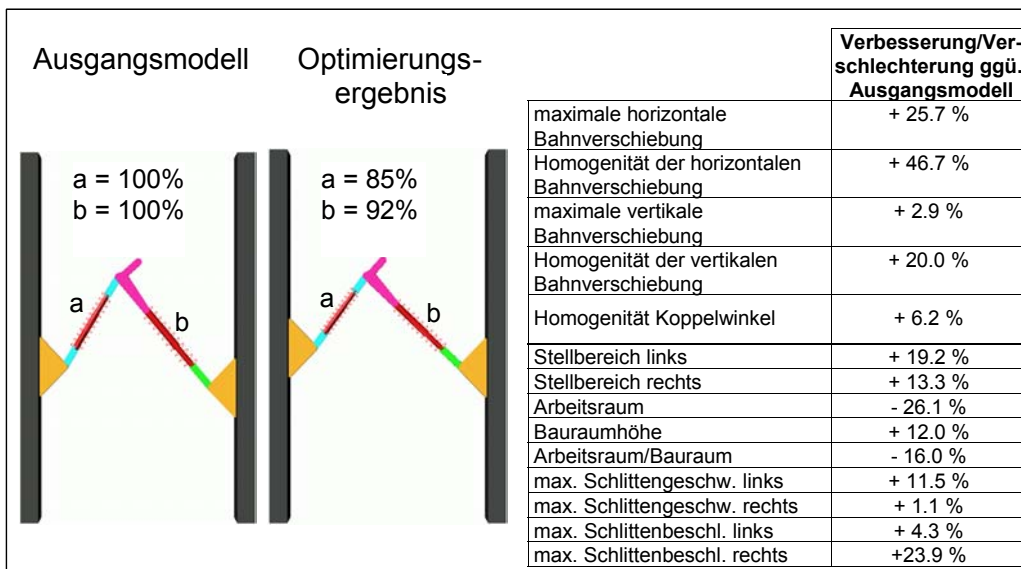 Ausgangsmodell
Optimierungs-
ergebnis
a = 100%
b = 100%
a = 85%
b = 92%
a
b
a
b
Verbesserung/Ver-
schlechterung ggü.
Ausgangsmodell
maximale horizontale
Bahnverschiebung
+ 25.7 %
Homogenität der horizontalen
Bahnverschiebung
+ 46.7 %
maximale vertikale
Bahnverschiebung
+ 2.9 %
Homogenität der vertikalen
Bahnverschiebung
+ 20.0 %
Homogenität Koppelwinkel + 6.2 %
Stellbereich links + 19.2 %
Stellbereich rechts + 13.3 %
Arbeitsraum - 26.1 %
Bauraumhöhe + 12.0 %
Arbeitsraum/Bauraum - 16.0 %
max. Schlittengeschw. links + 11.5 %
max. Schlittengeschw. rechts + 1.1 %
max. Schlittenbeschl. links + 4.3 %
max. Schlittenbeschl. rechts +23.9 %